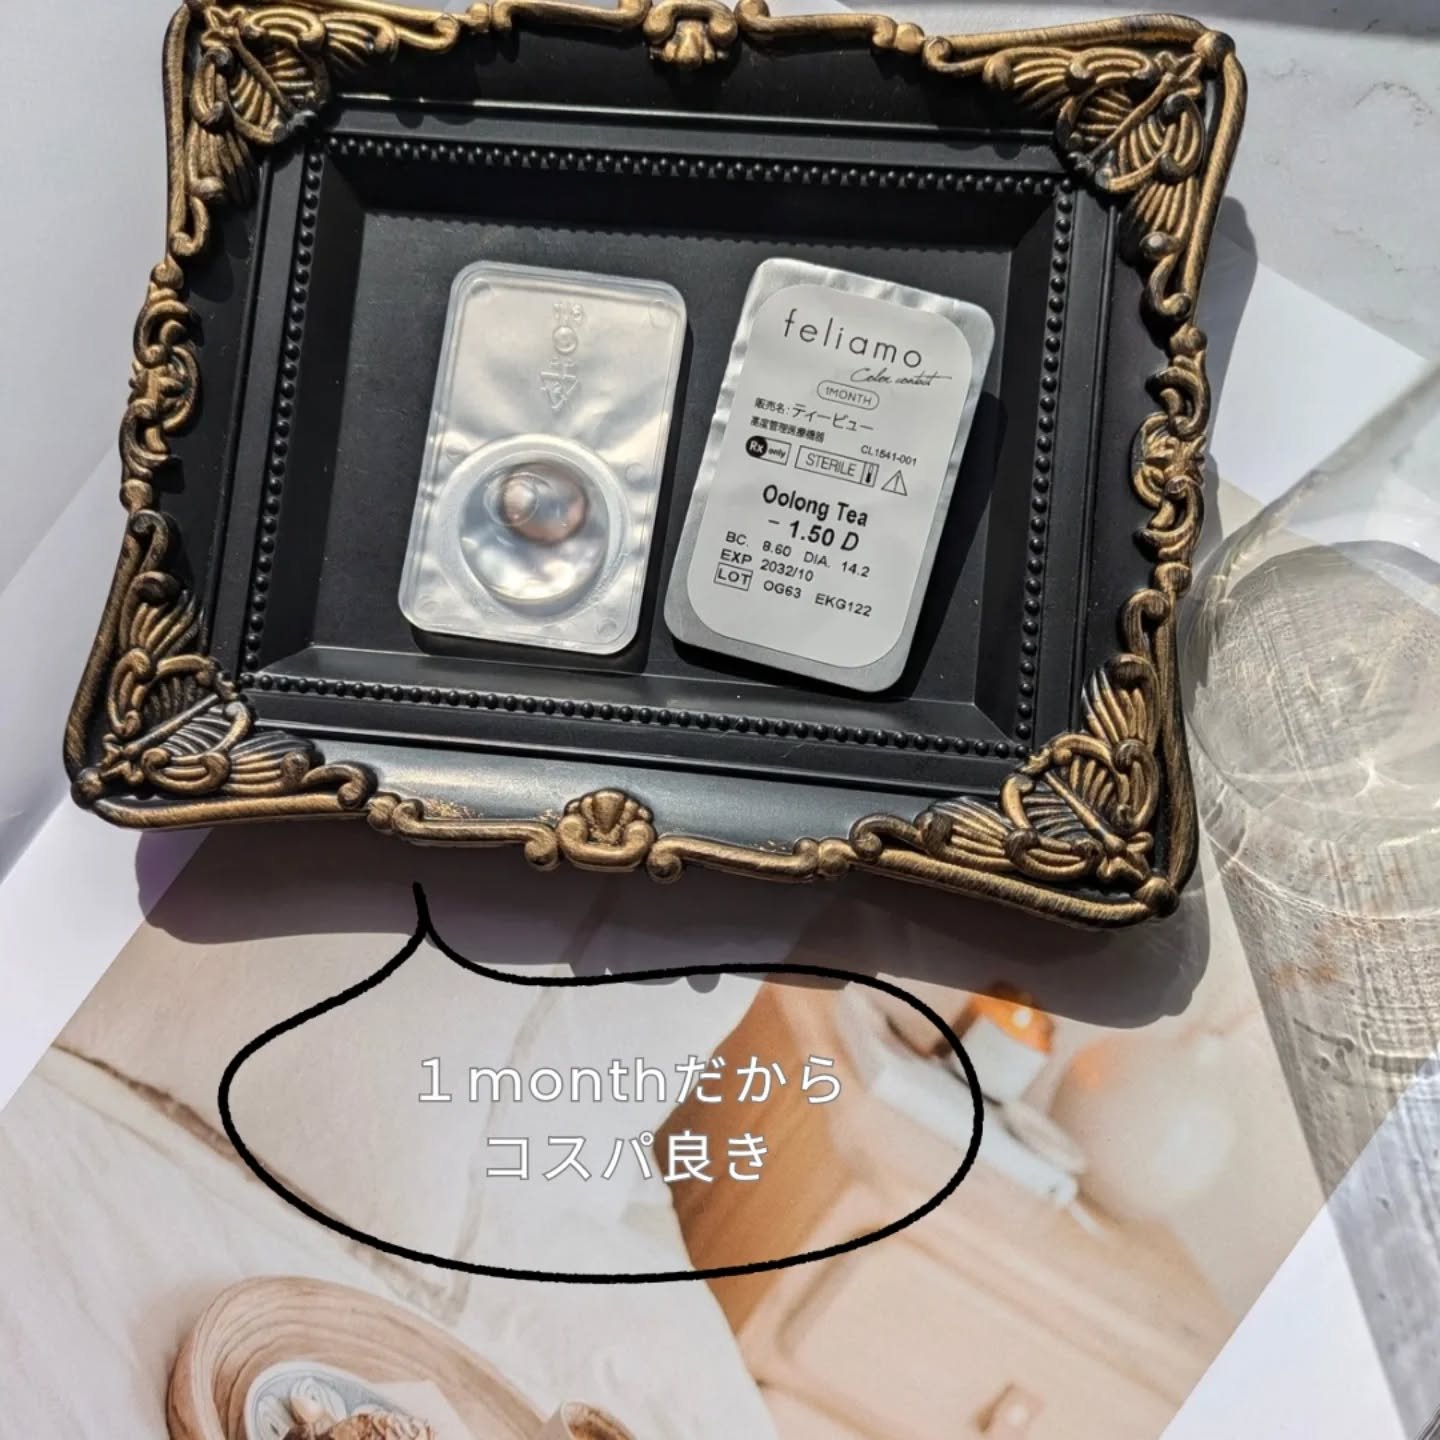 feliamo
Color contact
1MONTH
販売名:ティービュー
高度管理医療機器 CL1541-001
Rx only STERILE
Oolong Tea
- 1.50 D
BC. 8.60 DIA. 14.2
EXP 2032/10
LOT OG63 EKG122
１monthだから
コスパ良き